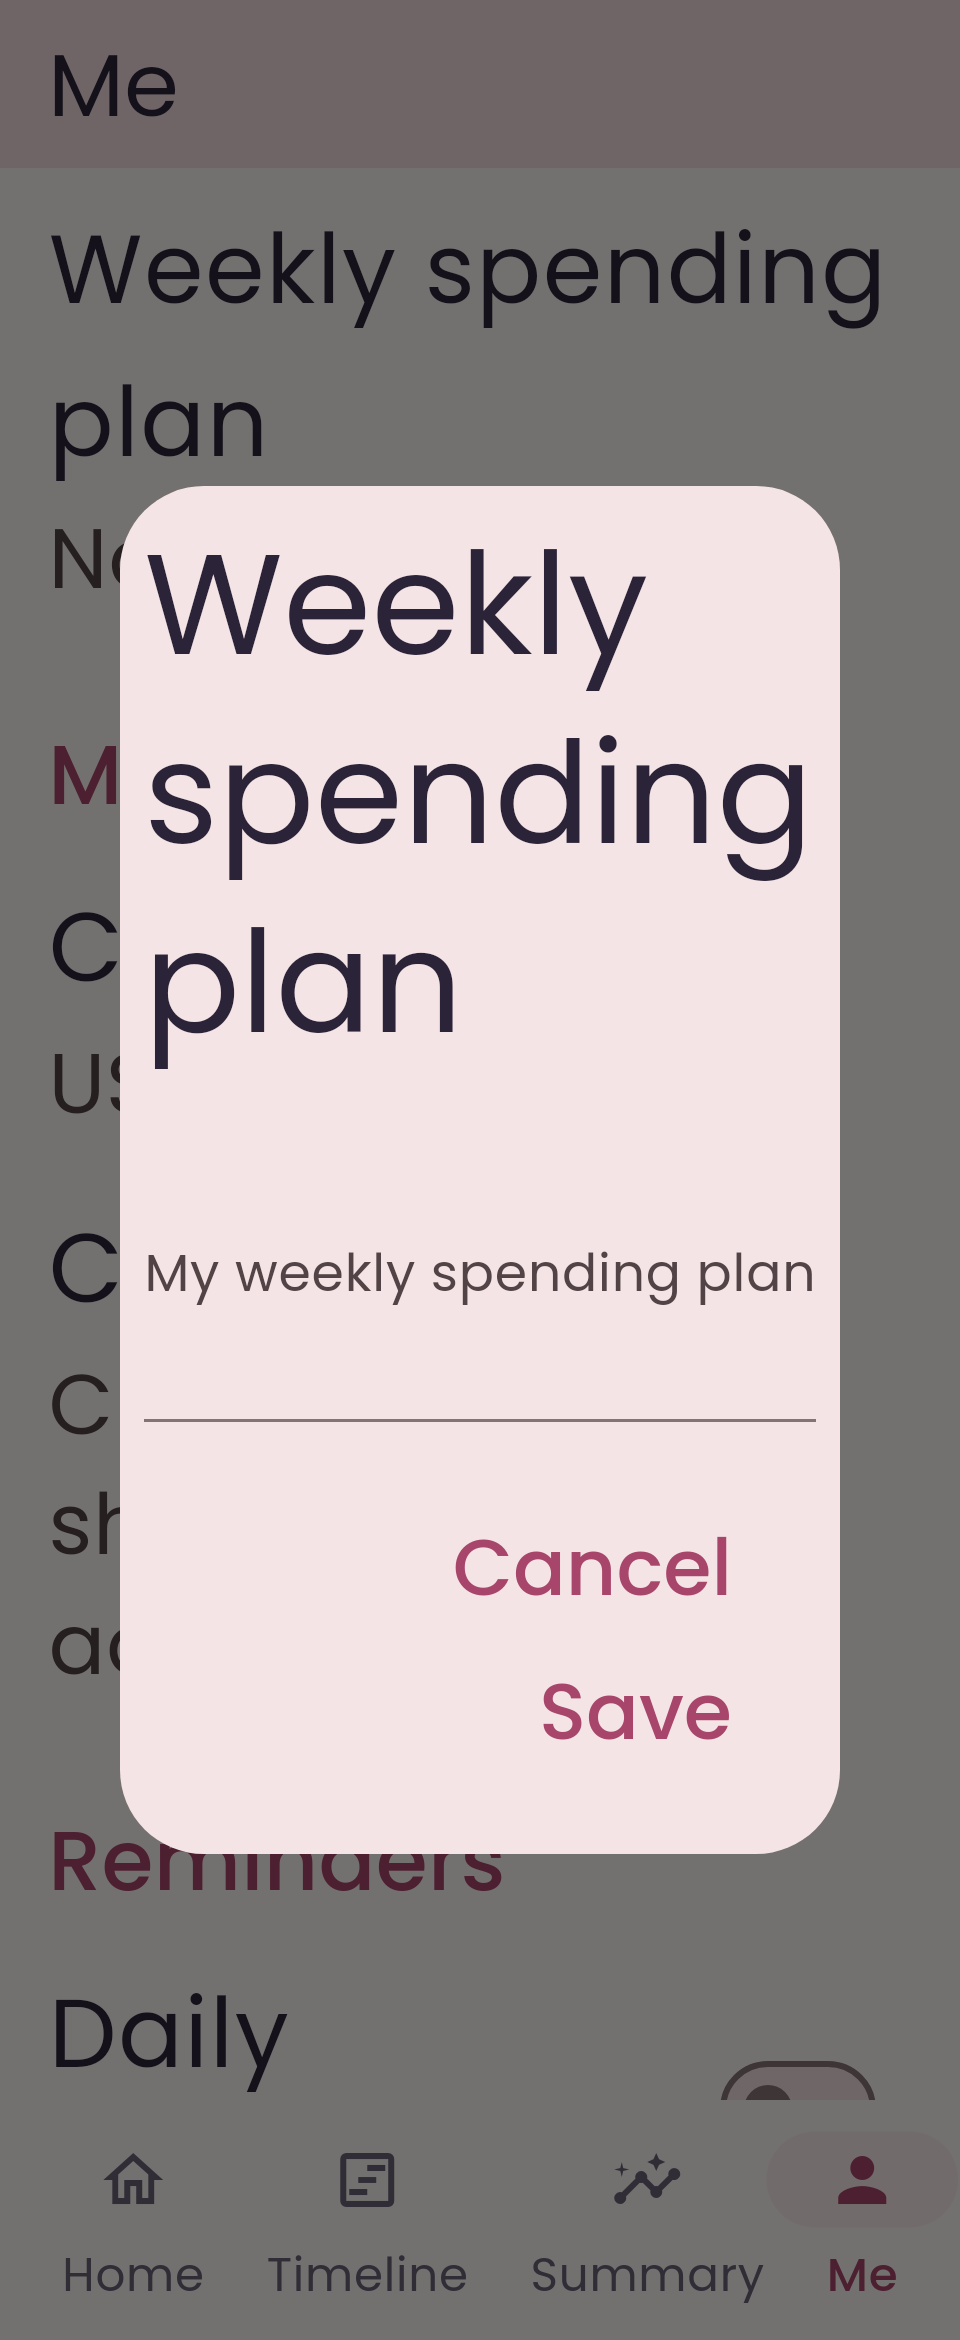 Me
Weekly spending
plan
Weekly
spending
plan
My weekly spending plan
Cancel
Save
Reminders
Daily
Home
Timeline
Summary
Me